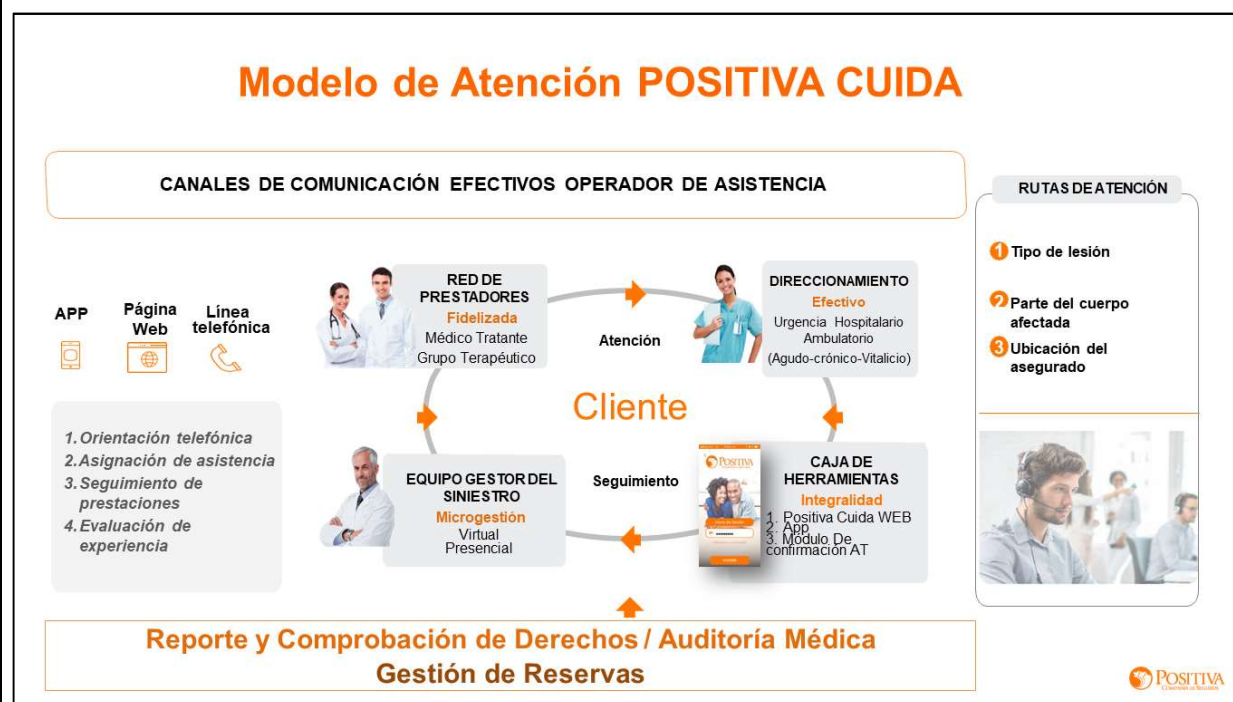 Modelo de Atención POSITIVA CUIDA
CANALES DE COMUNICACIÓN EFECTIVOS OPERADOR DE ASISTENCIA
APP
Página
Web
Línea
telefónica
1. Orientación telefónica
2. Asignación de asistencia
3. Seguimiento de
prestaciones
4. Evaluación de
experiencia
RED DE
PRESTADORES
Fidelizada
Médico Tratante
Grupo Terapéutico
Atención
DIRECCIONAMIENTO
Efectivo
Urgencia Hospitalario
Ambulatorio
(Agudo-crónico-Vitalicio)
Cliente
EQUIPO GESTOR DEL
SINIESTRO
Microgestión
Virtual
Presencial
Seguimiento
POSITIVA
CAJA DE
HERRAMIENTAS
Integralidad
1. Positiva Cuida WEB
2. App
3. Módulo De
confirmación AT
RUTAS DE ATENCIÓN
1 Tipo de lesión
2 Parte del cuerpo
afectada
3 Ubicación del
asegurado
Reporte y Comprobación de Derechos / Auditoría Médica
Gestión de Reservas
POSITIVA
COMPAÑÍA DE SEGUROS